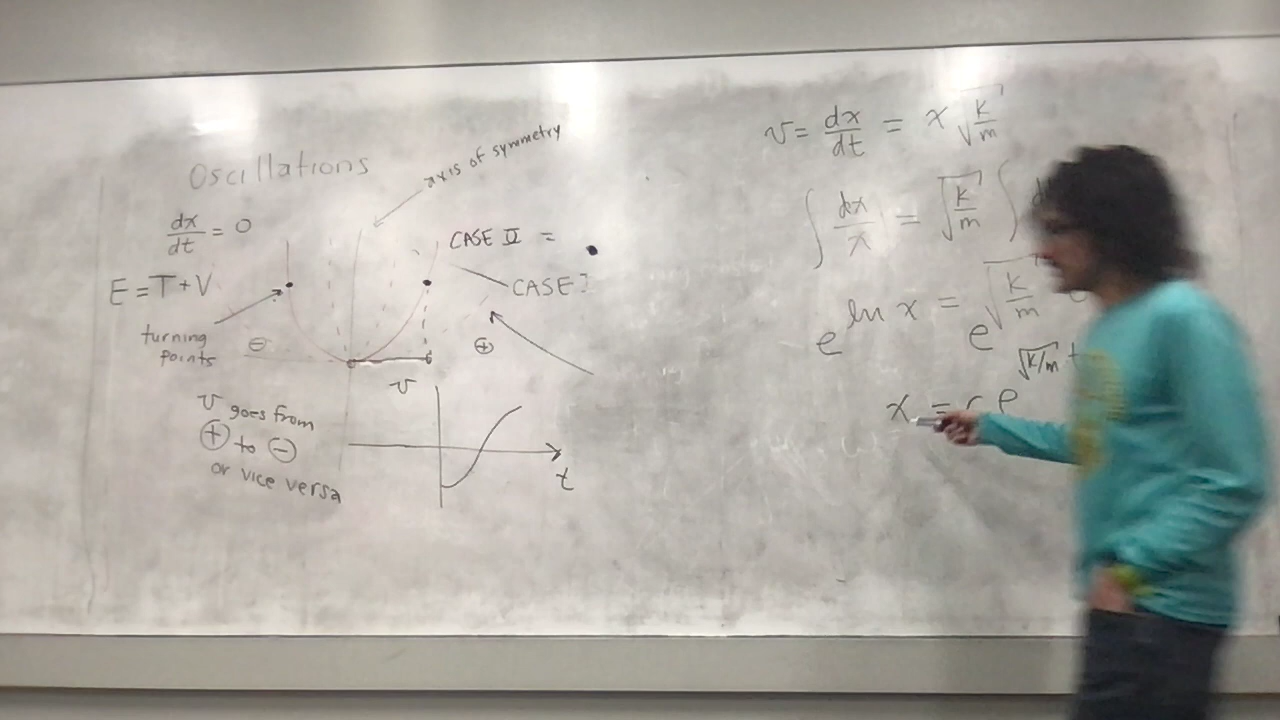 Oscillations
axis of symmetry
dx/dt = 0
CASE II =
E = T + V
CASE ?
turning
points
⊖
⊕
v goes from
⊕ to ⊖
or vice versa
v
t
v = dx/dt = x √(k/m)
∫ dx/x = √(k/m) ∫
e^(ln x) = e^(√(k/m)
x = c e^(√(k/m) t